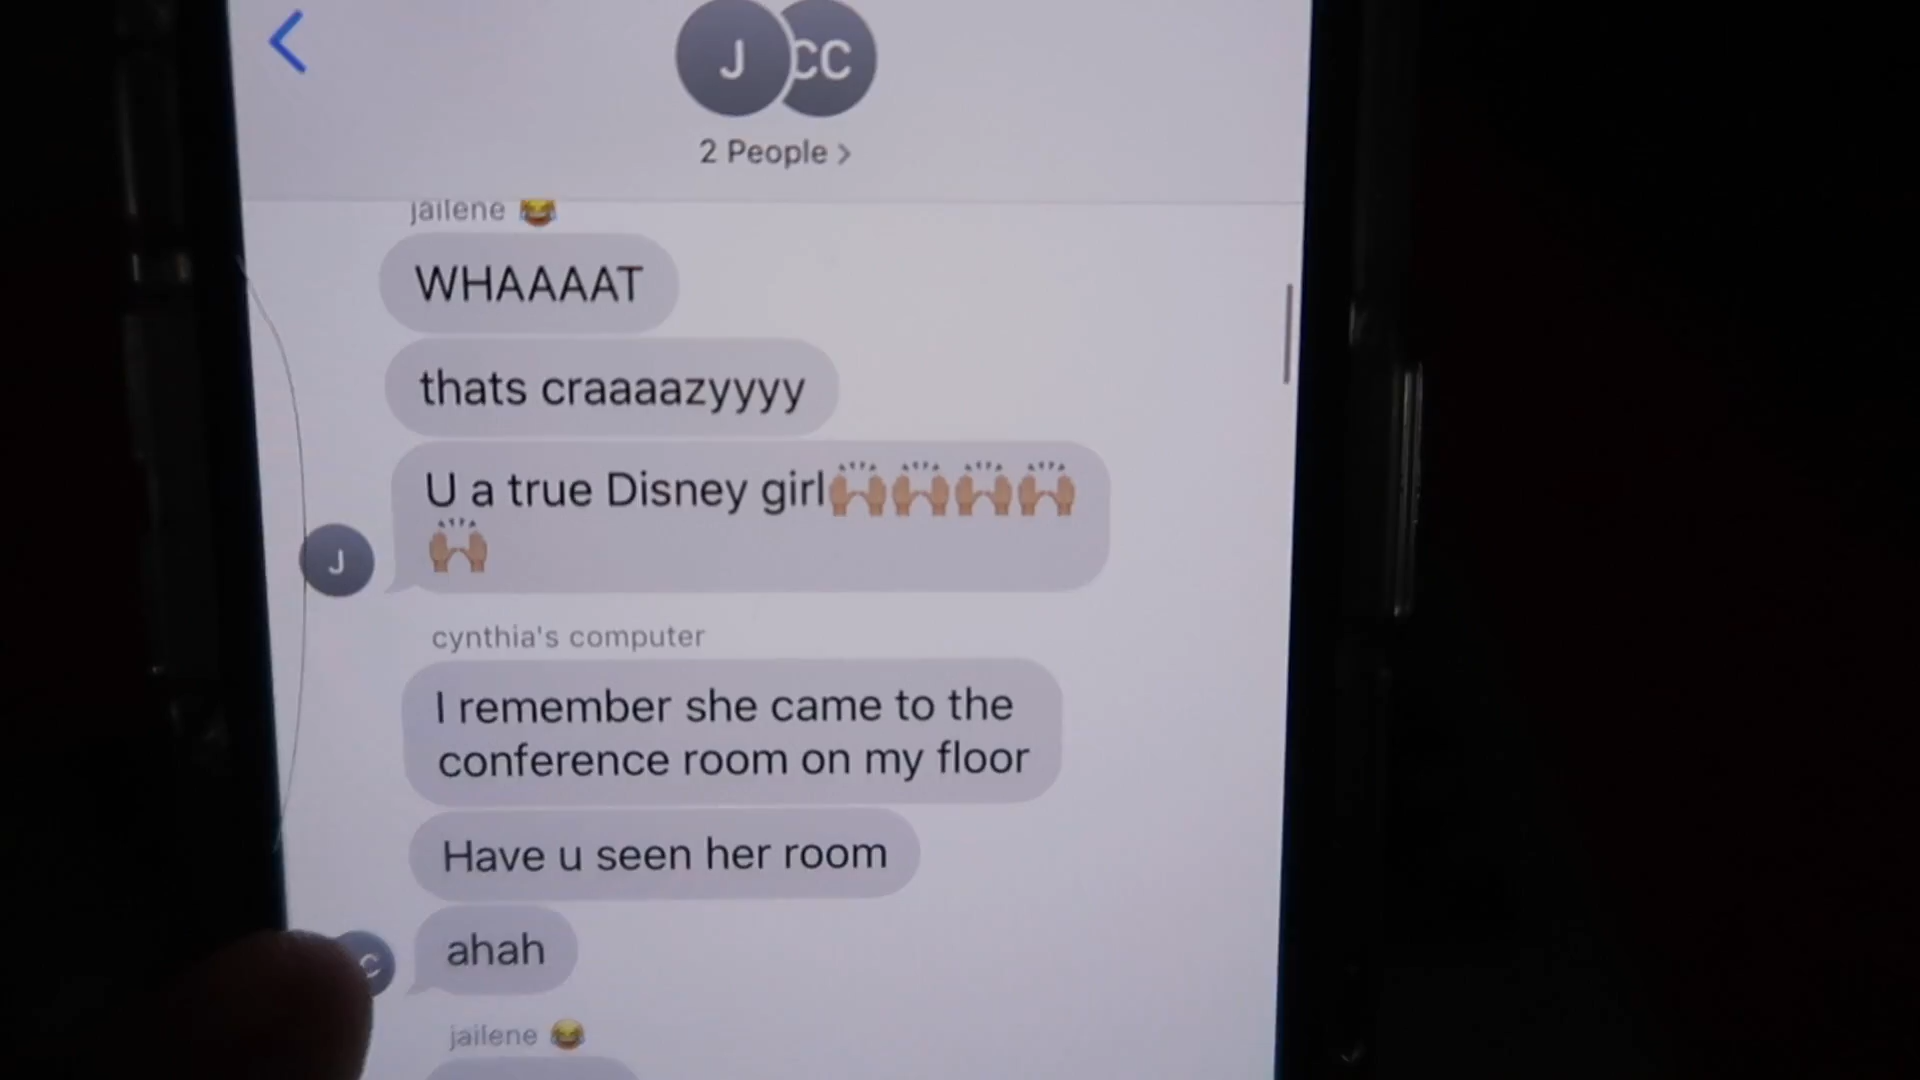 J CC
2 People >
jailene 😂
WHAAAAT
thats craaaazyyyy
U a true Disney girl🙌🏽🙌🏽🙌🏽🙌🏽
🙌🏽
J
cynthia's computer
I remember she came to the
conference room on my floor
Have u seen her room
ahah
C
jailene 😂